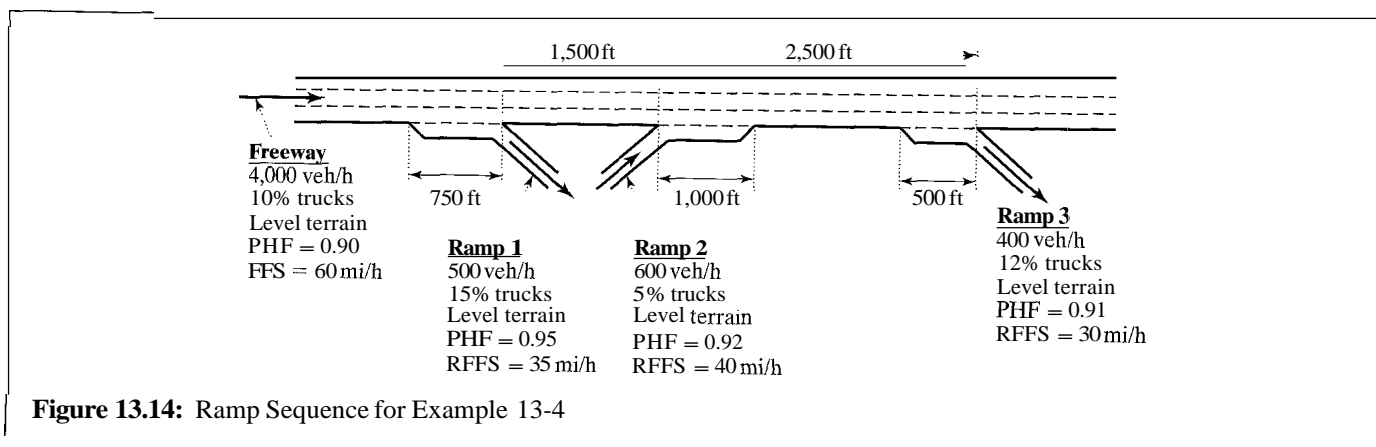 1,500 ft
2,500 ft
Freeway
4,000 veh/h
10% trucks
Level terrain
PHF = 0.90
FFS = 60 mi/h
750 ft
1,000 ft
500 ft
Ramp 1
500 veh/h
15% trucks
Level terrain
PHF = 0.95
RFFS = 35 mi/h
Ramp 2
600 veh/h
5% trucks
Level terrain
PHF = 0.92
RFFS = 40 mi/h
Ramp 3
400 veh/h
12% trucks
Level terrain
PHF = 0.91
RFFS = 30 mi/h
Figure 13.14: Ramp Sequence for Example 13-4